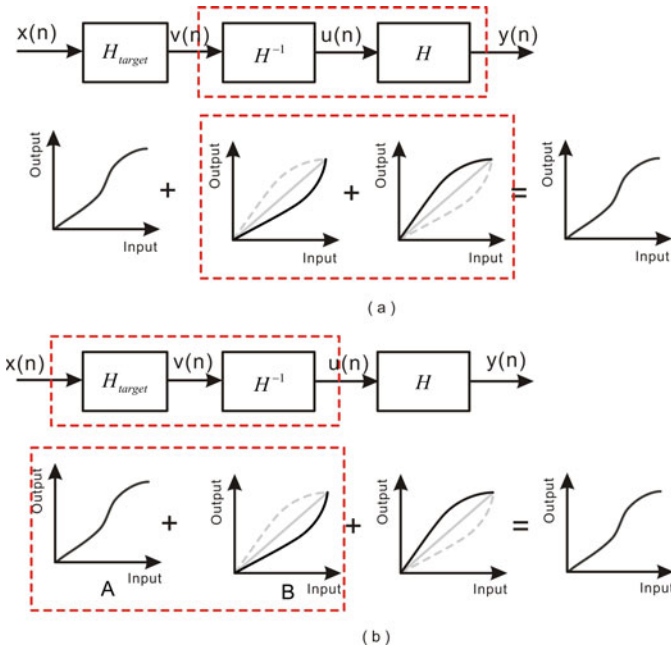 x(n) H_target v(n) H⁻¹ u(n) H y(n)
Output Input + Output Input + Output Input = Output Input
( a )
x(n) H_target v(n) H⁻¹ u(n) H y(n)
Output Input + Output Input + Output Input = Output Input
A B
( b )